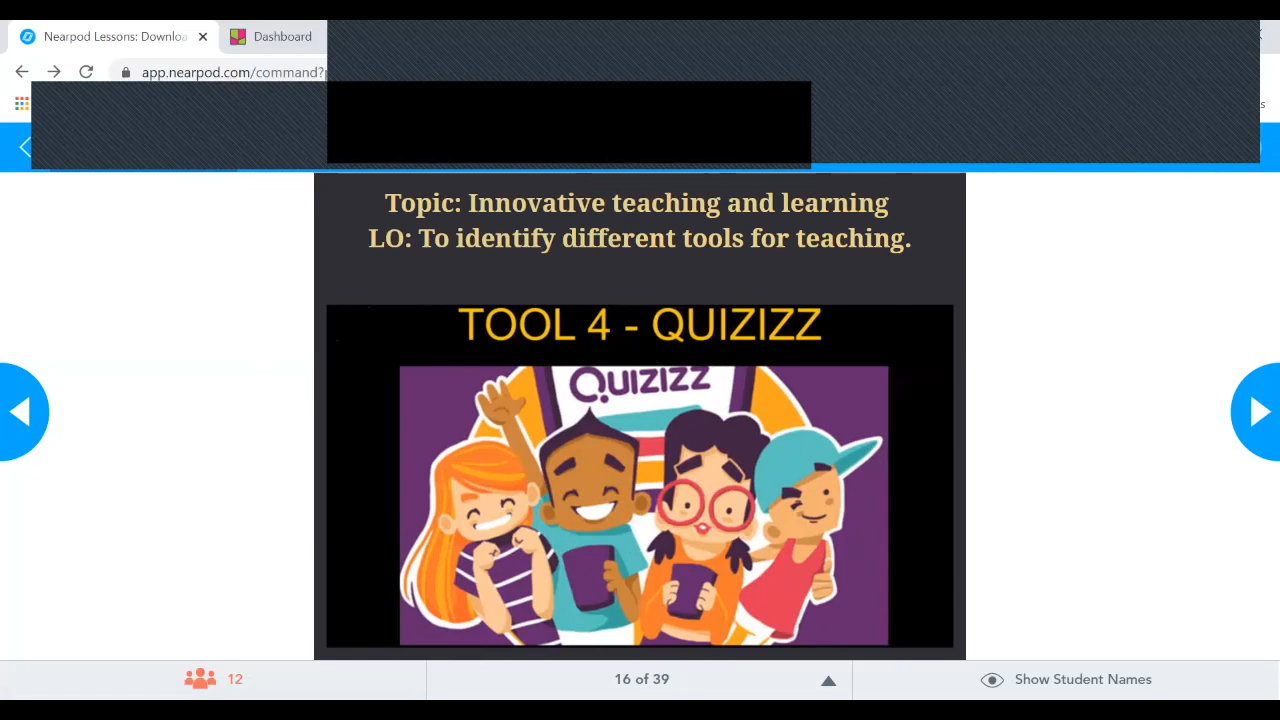 Nearpod Lessons: Downloa
Dashboard
app.nearpod.com/command?
Topic: Innovative teaching and learning
LO: To identify different tools for teaching.
TOOL 4 - QUIZIZZ
QUIZIZZ
12
16 of 39
Show Student Names